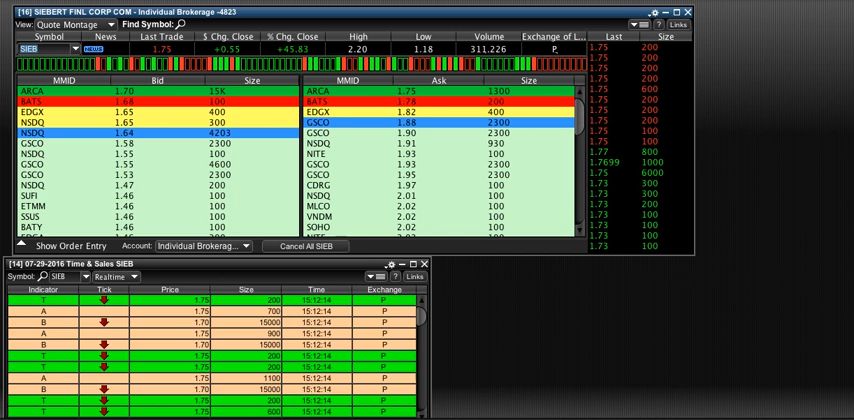 [16] SIEBERT FINL CORP COM - Individual Brokerage -4823
View: Quote Montage Find Symbol: ? Links
Symbol News Last Trade $ Chg. Close % Chg. Close High Low Volume Exchange of L...
SIEB NEWS 1.75 +0.55 +45.83 2.20 1.18 311.226 P.
MMID Bid Size
ARCA 1.70 15K
BATS 1.68 100
EDGX 1.65 400
NSDQ 1.65 300
NSDQ 1.64 4203
GSCO 1.58 2300
NSDQ 1.55 100
GSCO 1.55 4600
GSCO 1.53 2300
NSDQ 1.47 200
SUFI 1.46 100
ETMM 1.46 100
SSUS 1.46 100
BATY 1.46 100
MMID Ask Size
ARCA 1.75 1300
BATS 1.78 200
EDGX 1.82 400
GSCO 1.88 2300
NSDQ 1.90 2300
NSDQ 1.91 930
NITE 1.93 100
GSCO 1.93 2300
GSCO 1.95 2300
CDRG 1.97 100
NSDQ 2.01 100
MLCO 2.02 100
VNDM 2.02 100
SOHO 2.02 100
Last Size
1.75 200
1.75 200
1.75 200
1.75 200
1.75 600
1.75 200
1.75 200
1.75 200
1.75 100
1.75 100
1.77 800
1.7699 1000
1.75 6000
1.73 300
1.73 300
1.73 200
1.73 100
1.73 100
1.73 100
1.73 100
Show Order Entry Account: Individual Brokerag... Cancel All SIEB
[14] 07-29-2016 Time & Sales SIEB
Symbol: SIEB Realtime ? Links
Indicator Tick Price Size Time Exchange
T 1.75 200 15:12:14 P
A 1.75 700 15:12:14 P
B 1.70 15000 15:12:14 P
A 1.75 900 15:12:14 P
B 1.70 15000 15:12:14 P
T 1.75 200 15:12:14 P
T 1.75 200 15:12:14 P
A 1.75 1100 15:12:14 P
B 1.70 15000 15:12:14 P
T 1.75 200 15:12:14 P
T 1.75 600 15:12:14 P